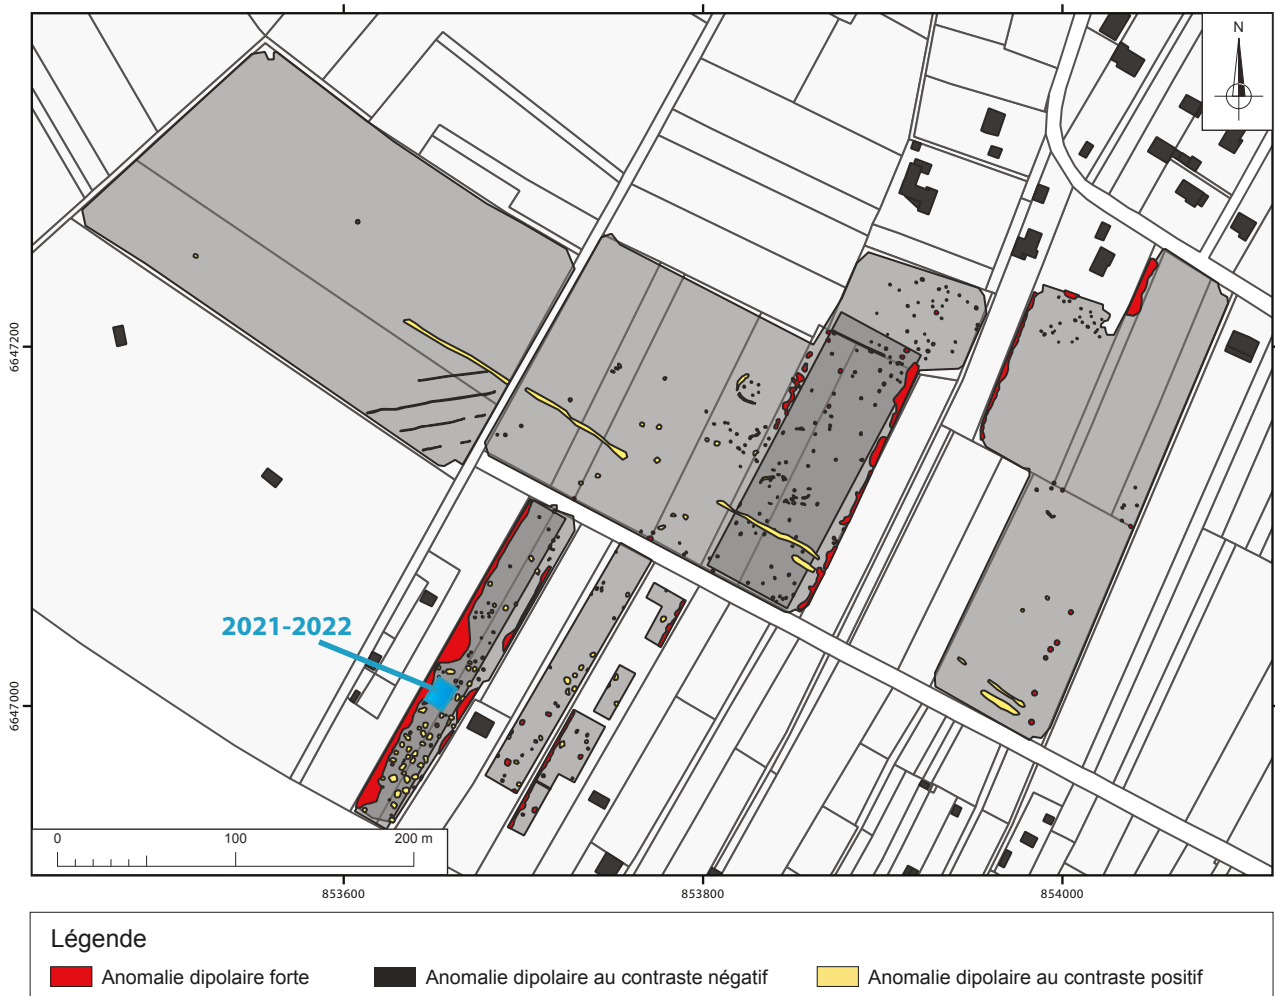 N
6647200
2021-2022
6647000
0 100 200 m
853600 853800 854000
Légende
Anomalie dipolaire forte Anomalie dipolaire au contraste négatif Anomalie dipolaire au contraste positif